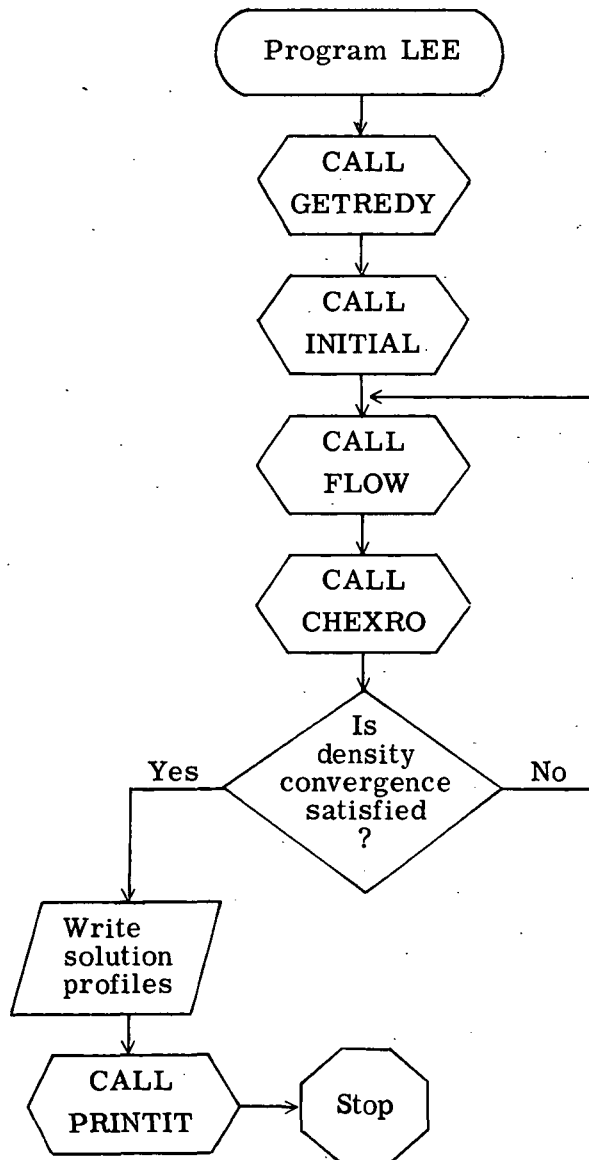 Program LEE
CALL
GETREDY
CALL
INITIAL
CALL
FLOW
CALL
CHEXRO
Is
density
convergence
satisfied
?
Yes
No
Write
solution
profiles
CALL
PRINTIT
Stop